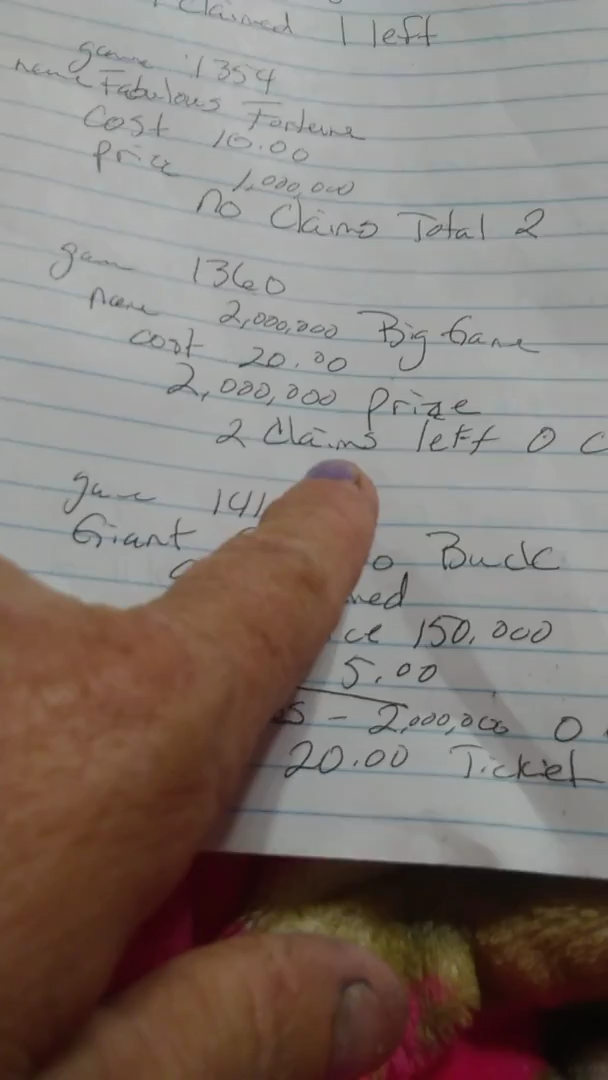 Claimed 1 left
game 1354
name Fabulous Fortune
Cost 10.00
Price 1,000,000
no Claims Total 2
game 1360
name 2,000,000 Big Game
cost 20.00
2,000,000 Prize
2 Claims left 0 C
game 141
Giant Buck
ned
ce 150,000
5.00
es - 2,000,000 0
20.00 Ticket